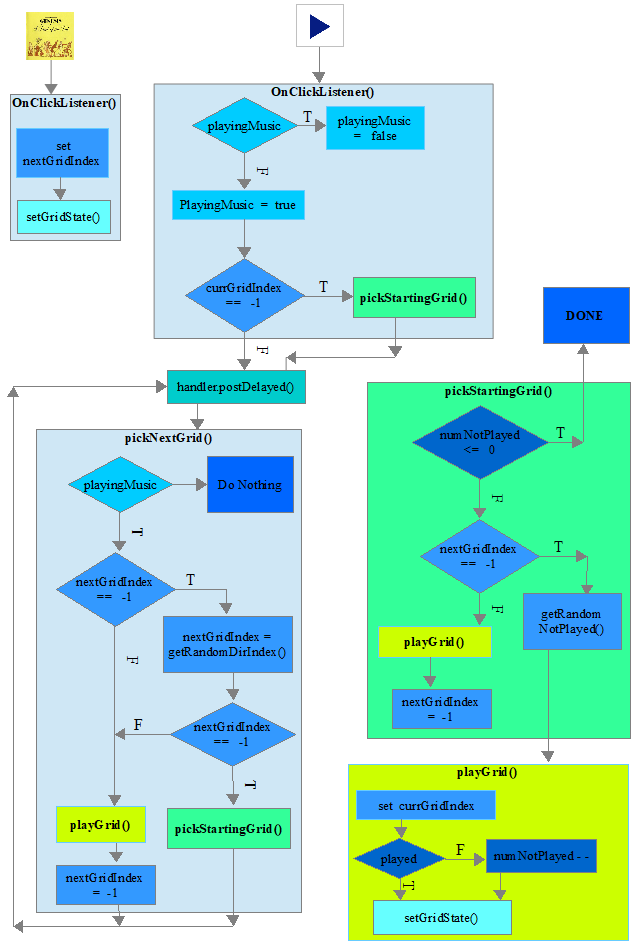 GENESIS
OnClickListener()
set
nextGridIndex
setGridState()
OnClickListener()
playingMusic
T
playingMusic
= false
F
PlayingMusic = true
currGridIndex
== -1
T
pickStartingGrid()
F
handler.postDelayed()
pickNextGrid()
playingMusic
Do Nothing
T
nextGridIndex
== -1
T
nextGridIndex =
getRandomDirIndex()
F
nextGridIndex
== -1
F
T
playGrid()
pickStartingGrid()
nextGridIndex
= -1
DONE
pickStartingGrid()
numNotPlayed
<= 0
T
F
nextGridIndex
== -1
T
F
getRandom
NotPlayed()
playGrid()
nextGridIndex
= -1
playGrid()
set currGridIndex
played
F
numNotPlayed - -
T
setGridState()